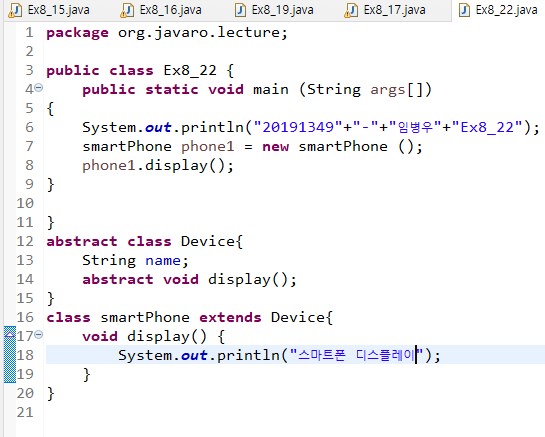 Ex8_15.java Ex8_16.java Ex8_19.java Ex8_17.java Ex8_22.java
1 package org.javaro.lecture;
2
3 public class Ex8_22 {
4 public static void main (String args[])
5 {
6 System.out.println("20191349"+"-"+"임병우"+"Ex8_22");
7 smartPhone phone1 = new smartPhone ();
8 phone1.display();
9 }
10
11 }
12 abstract class Device{
13 String name;
14 abstract void display();
15 }
16 class smartPhone extends Device{
17 void display() {
18 System.out.println("스마트폰 디스플레이");
19 }
20 }
21